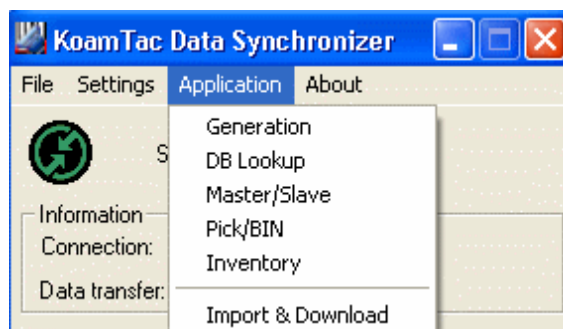 KoamTac Data Synchronizer
File Settings Application About
Generation
DB Lookup
S
Master/Slave
Information
Pick/BIN
Connection:
Inventory
Data transfer:
Import & Download